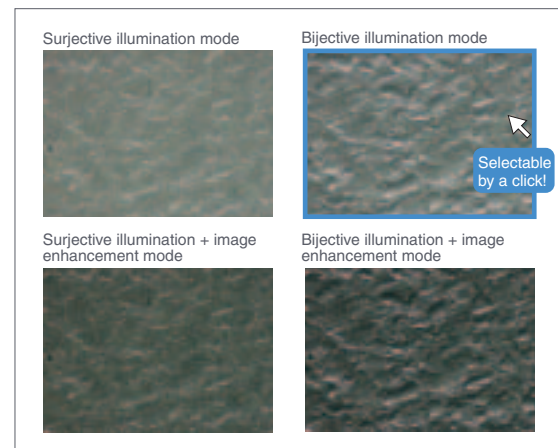 Surjective illumination mode
Bijective illumination mode
Selectable
by a click!
Surjective illumination + image
enhancement mode
Bijective illumination + image
enhancement mode